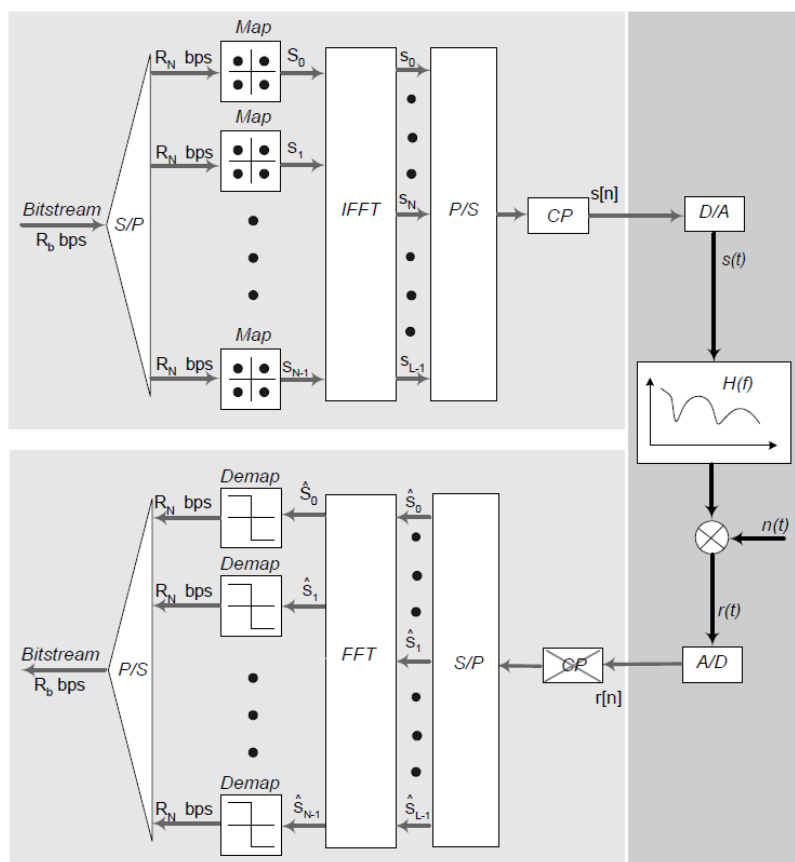 Map
R_N bps
S_0
s_0
Map
R_N bps
S_1
Bitstream
R_b bps
S/P
IFFT
s_N
P/S
CP
s[n]
D/A
s(t)
Map
R_N bps
S_N-1
s_L-1
H(f)
n(t)
r(t)
A/D
r[n]
CP
S/P
Demap
R_N bps
Ŝ_0
ŝ_0
Demap
R_N bps
ŝ_1
FFT
ŝ_1
Bitstream
R_b bps
P/S
Demap
R_N bps
ŝ_N-1
ŝ_L-1